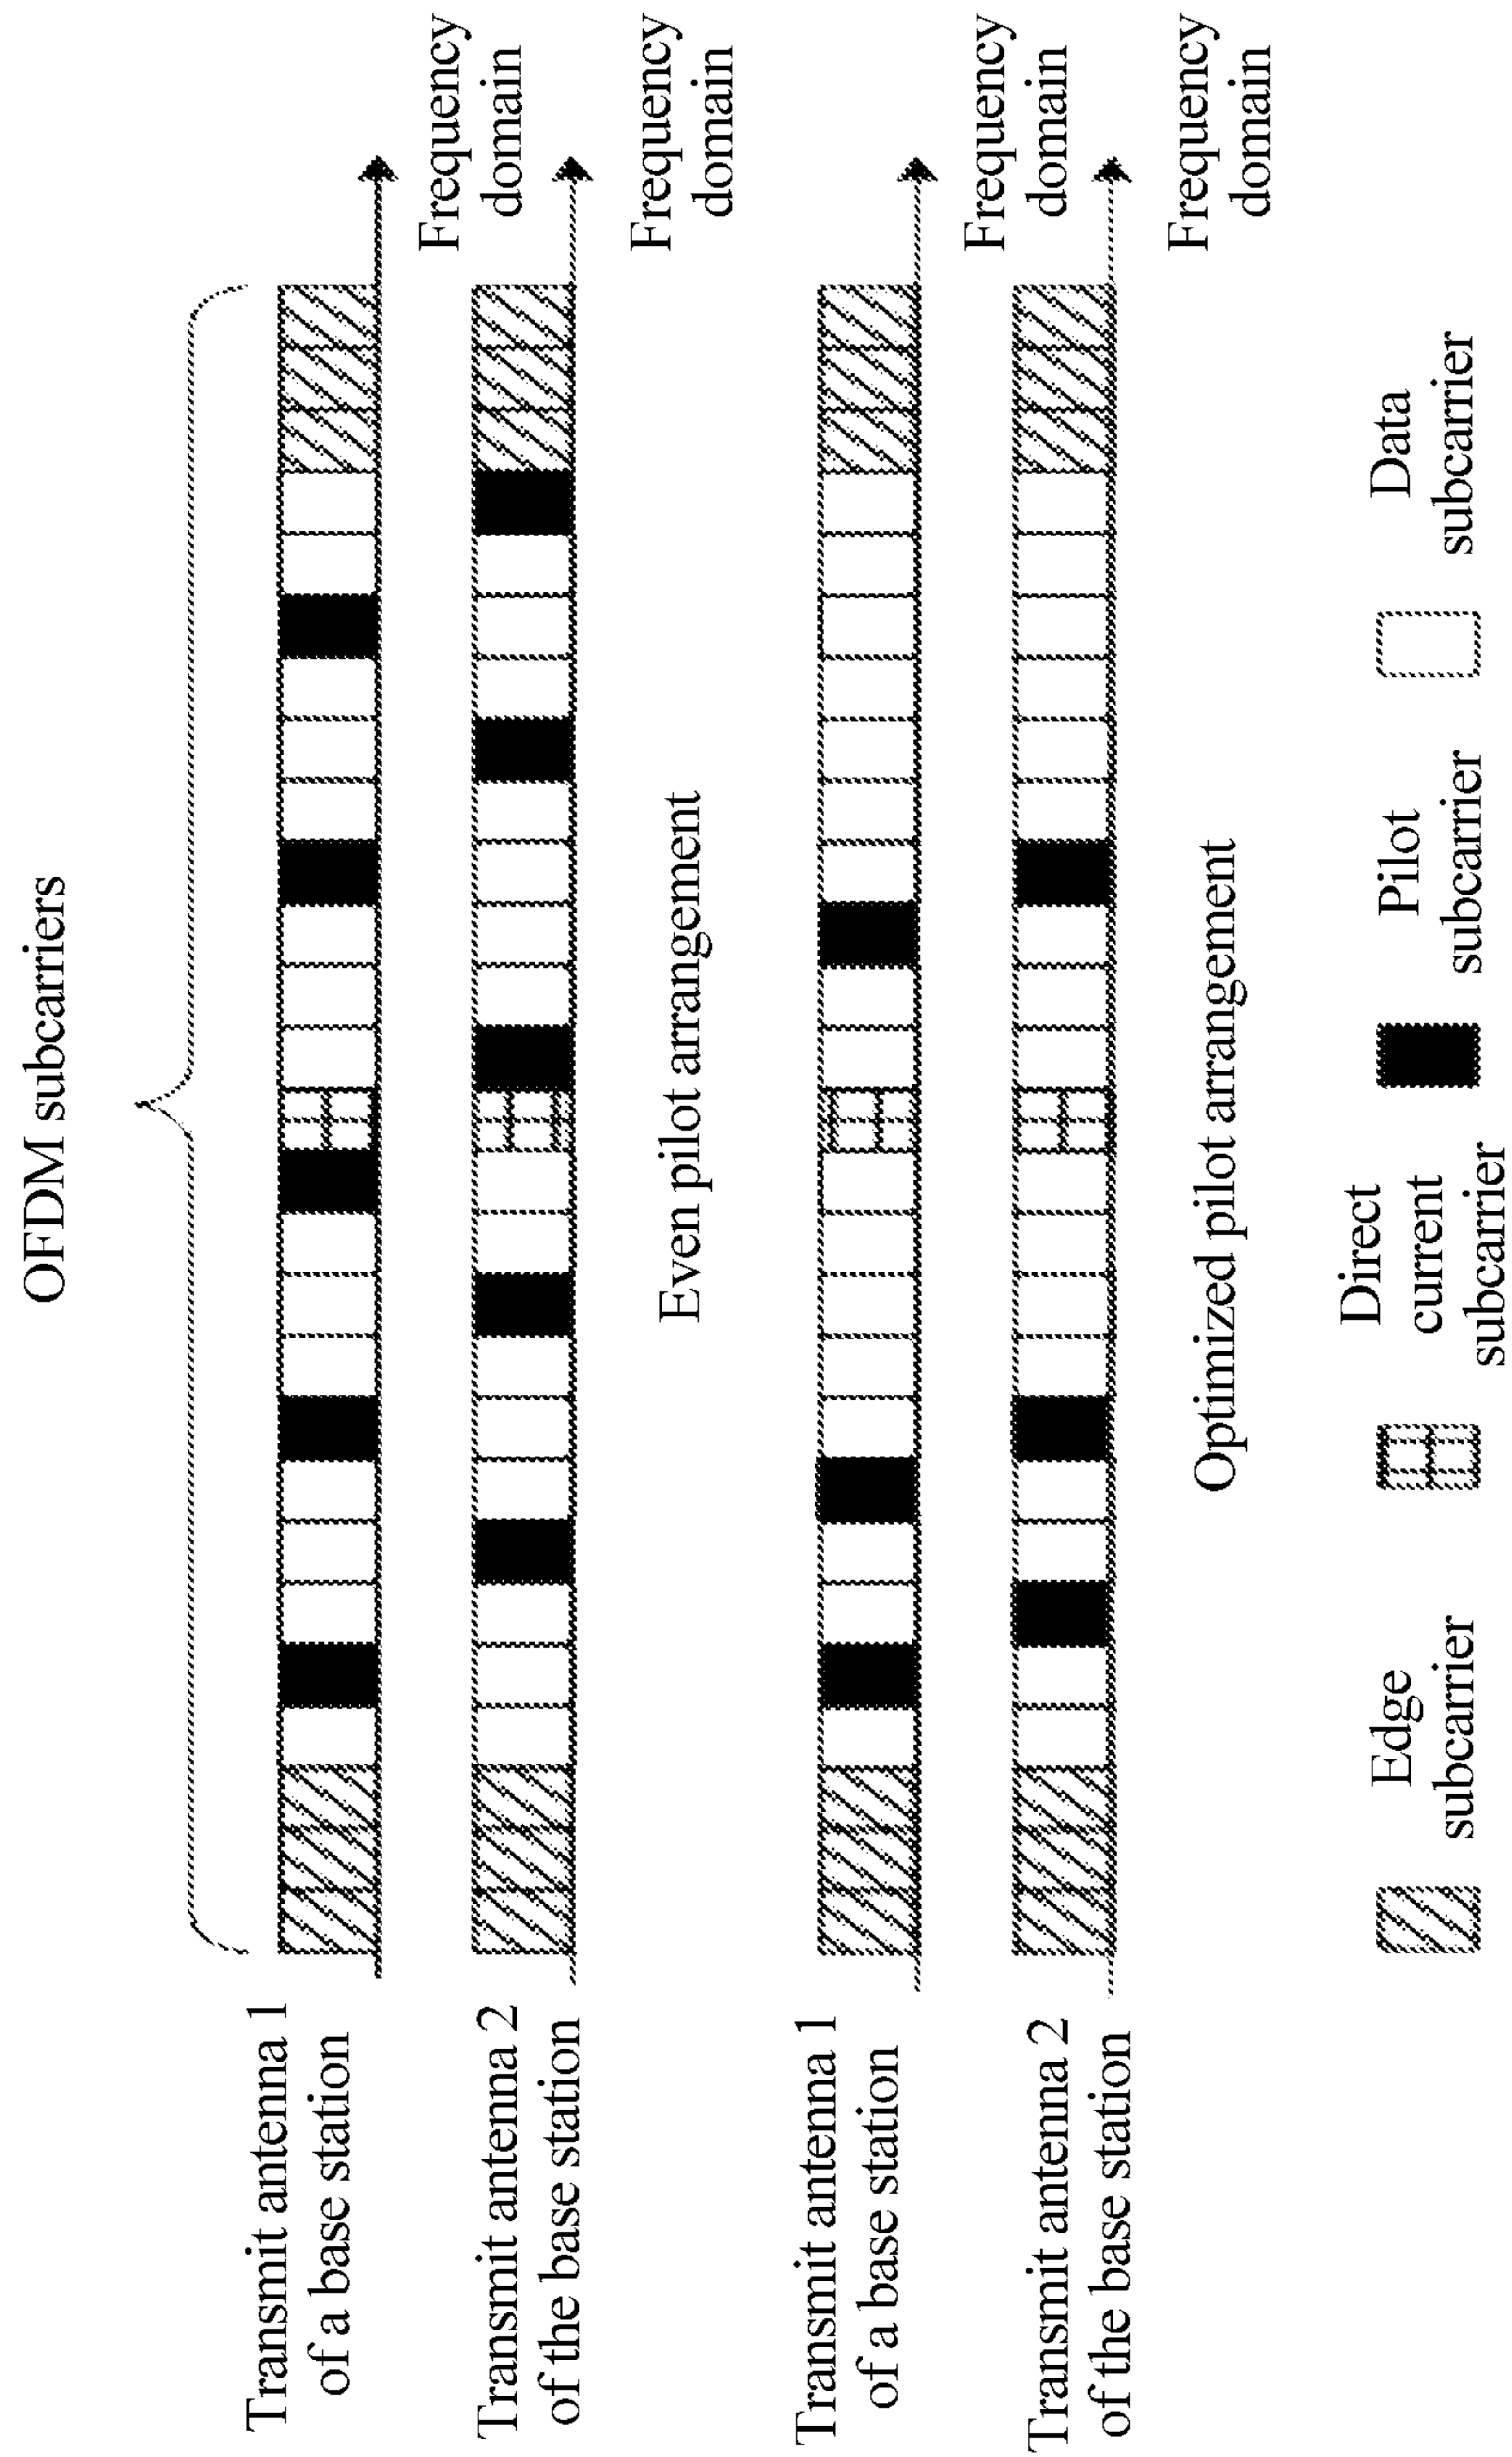 OFDM subcarriers
Transmit antenna 1
of a base station
Frequency
domain
Transmit antenna 2
of the base station
Frequency
domain
Even pilot arrangement
Transmit antenna 1
of a base station
Frequency
domain
Transmit antenna 2
of the base station
Frequency
domain
Optimized pilot arrangement
Edge
subcarrier
Direct
current
subcarrier
Pilot
subcarrier
Data
subcarrier